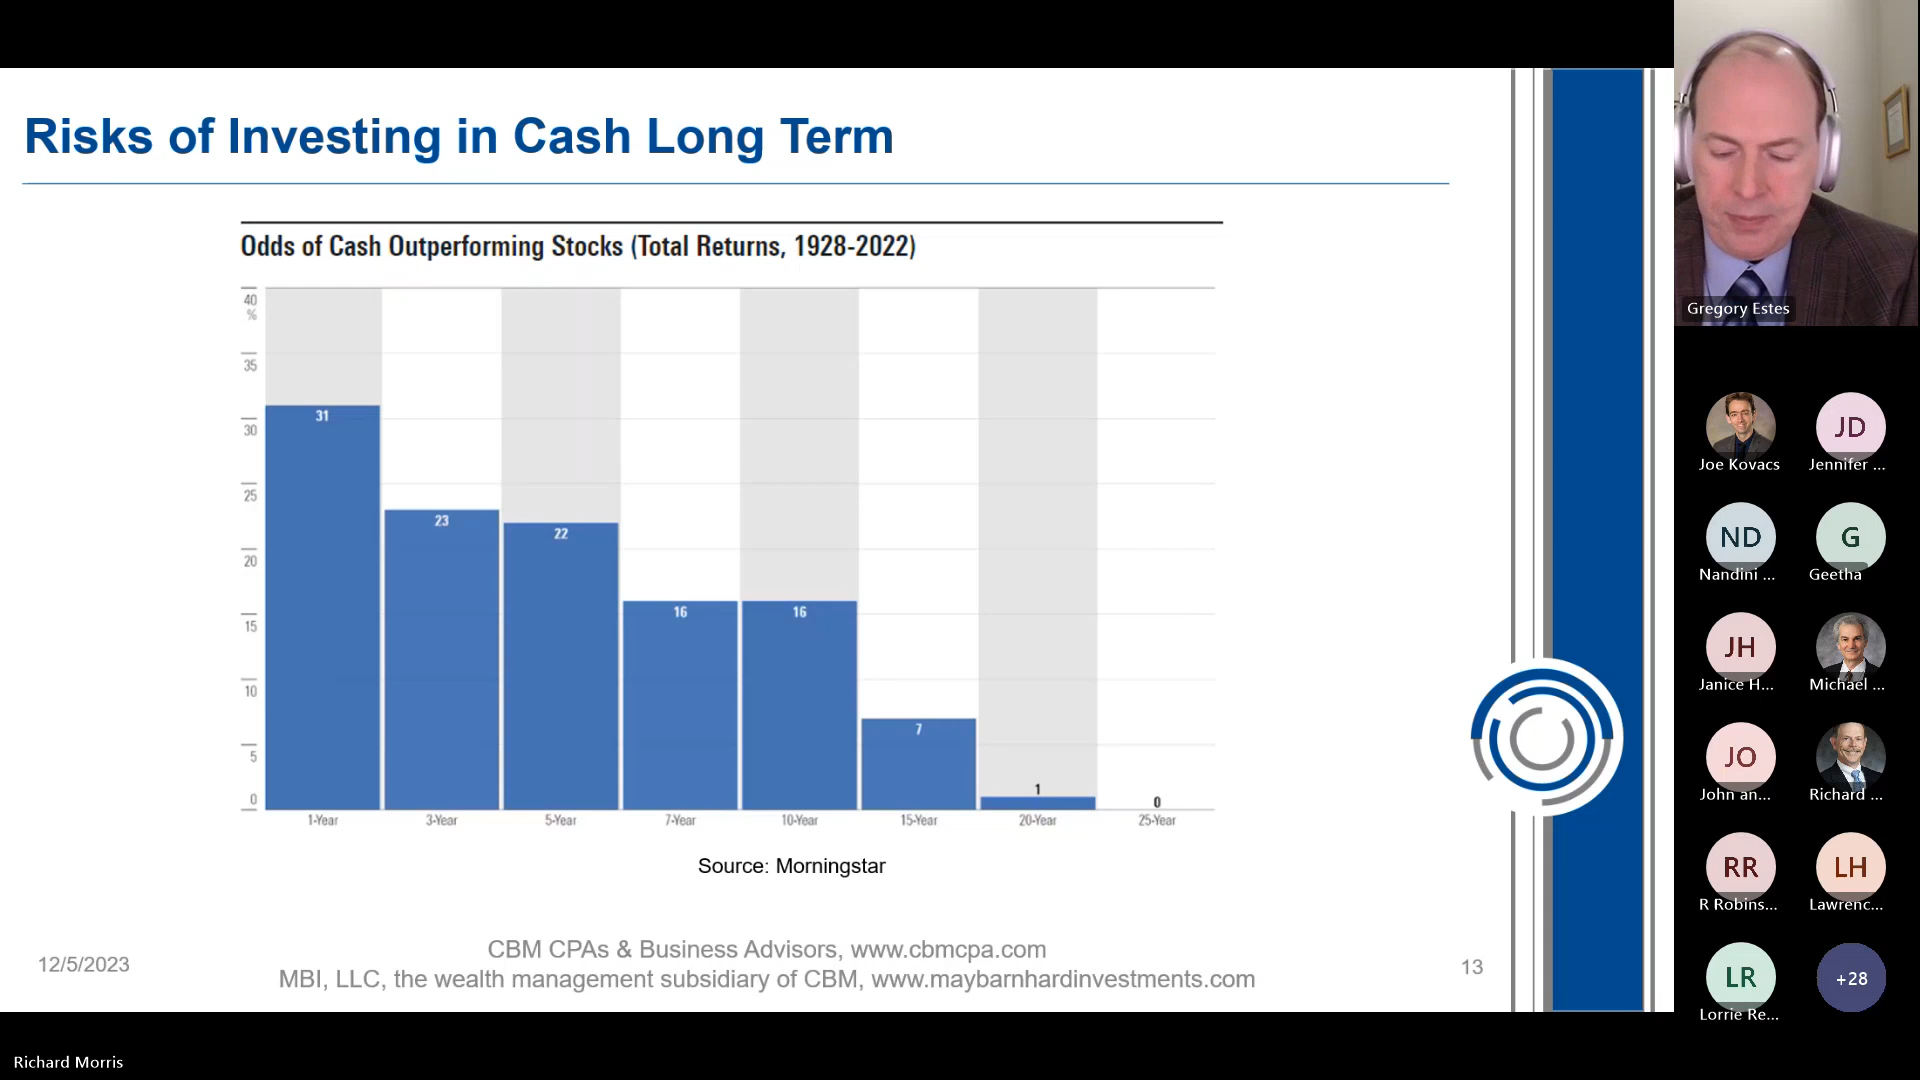 Risks of Investing in Cash Long Term
Odds of Cash Outperforming Stocks (Total Returns, 1928-2022)
40
%
35
30
25
20
15
10
5
0
31
23
22
16
16
7
1
0
1-Year
3-Year
5-Year
7-Year
10-Year
15-Year
20-Year
25-Year
Source: Morningstar
12/5/2023
CBM CPAs & Business Advisors, www.cbmcpa.com
MBI, LLC, the wealth management subsidiary of CBM, www.maybarnhardinvestments.com
13
Gregory Estes
Joe Kovacs
JD
Jennifer ...
ND
Nandini ...
G
Geetha
JH
Janice H...
Michael ...
JO
John an...
Richard ...
RR
R Robins...
LH
Lawrenc...
LR
Lorrie Re...
+28
Richard Morris